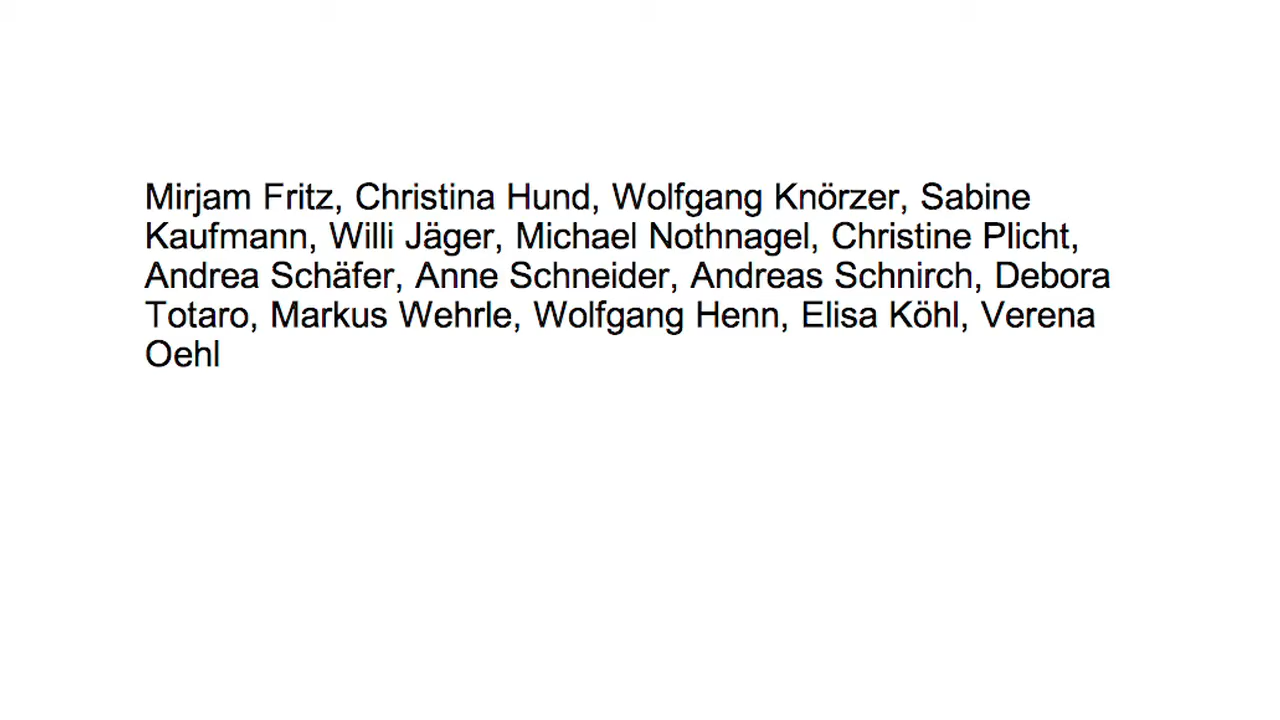 Mirjam Fritz, Christina Hund, Wolfgang Knörzer, Sabine
Kaufmann, Willi Jäger, Michael Nothnagel, Christine Plicht,
Andrea Schäfer, Anne Schneider, Andreas Schnirch, Debora
Totaro, Markus Wehrle, Wolfgang Henn, Elisa Köhl, Verena
Oehl